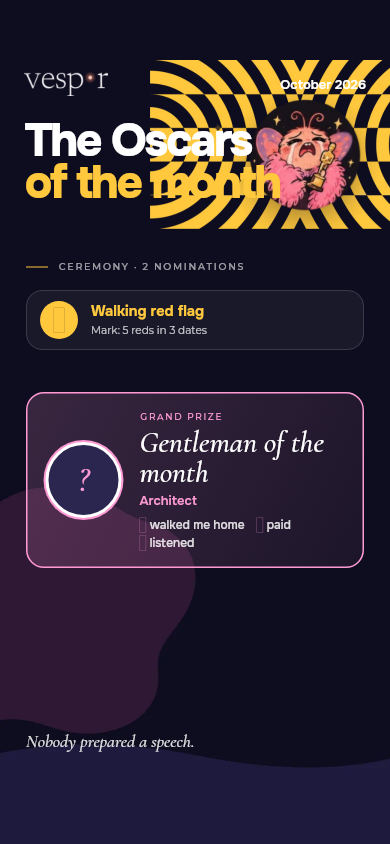 vespər
October 2026
The Oscars
of the month
CEREMONY · 2 NOMINATIONS
Walking red flag
Mark: 5 reds in 3 dates
GRAND PRIZE
Gentleman of the
month
?
Architect
walked me home paid
listened
Nobody prepared a speech.